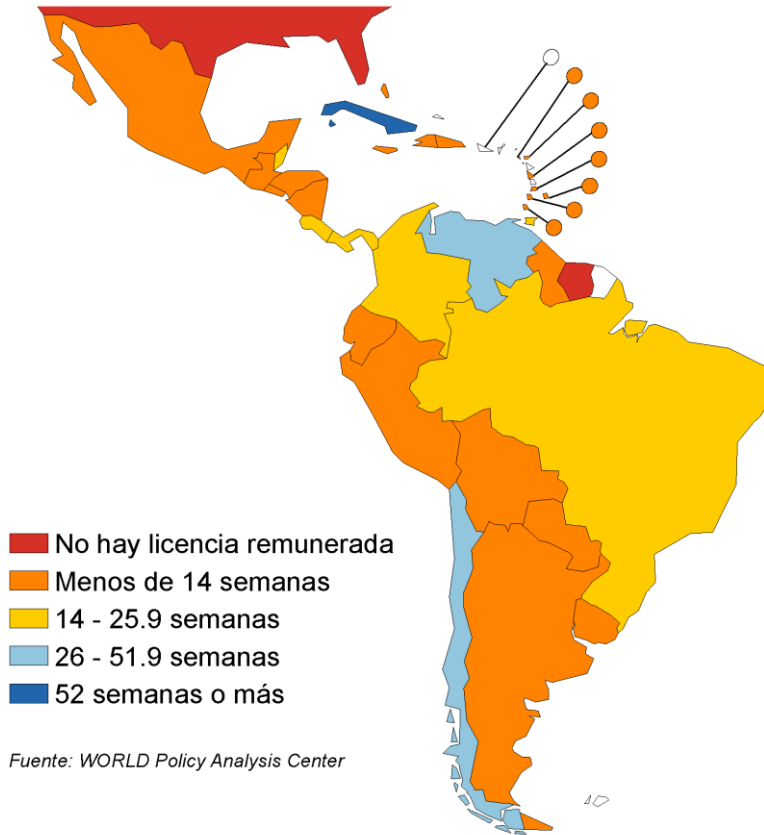 No hay licencia remunerada
Menos de 14 semanas
14 - 25.9 semanas
26 - 51.9 semanas
52 semanas o más
Fuente: WORLD Policy Analysis Center